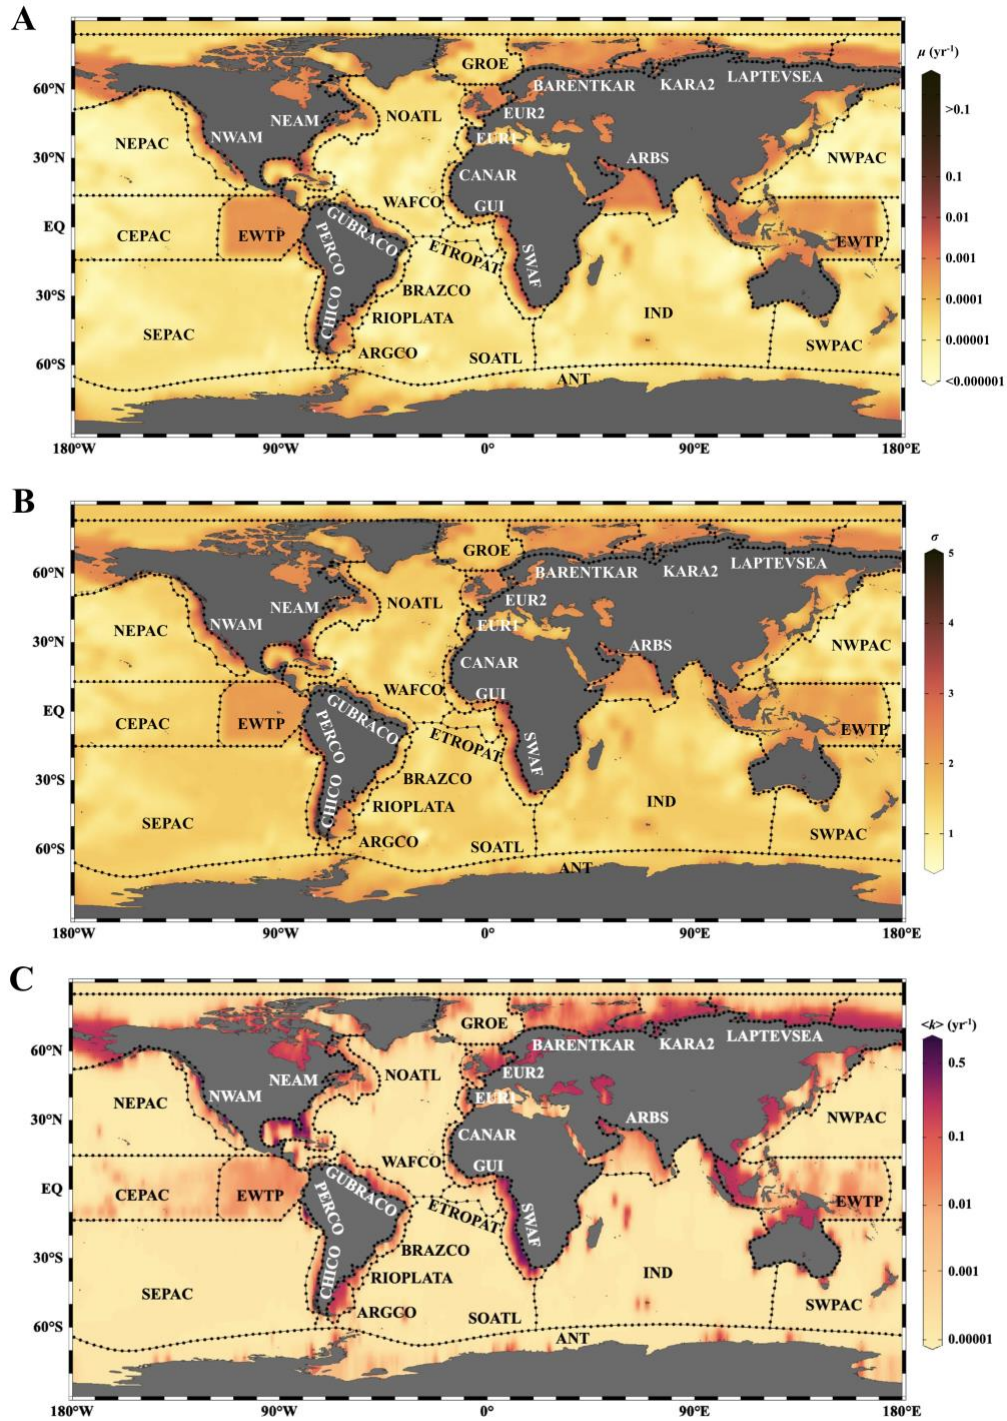 A
μ (yr-1)
GROE
BARENTKAR KARA2 LAPTEVSEA
60°N
>0.1
NEPAC NWAM NEAM NOATL EUR2
30°N
EUR1 ARBS NWPAC
CANAR
0.1
WAFCO GUI
0.01
EQ
CEPAC EWTP PERCO GUBRACO ETROPAT SWAF EWTP
0.001
BRAZCO
30°S
CHICO RIOPLATA IND
0.0001
SEPAC ARGCO SOATL SWPAC
0.00001
60°S
ANT
<0.000001
180°W 90°W 0° 90°E 180°E
B
σ
GROE
5
BARENTKAR KARA2 LAPTEVSEA
60°N
NEPAC NWAM NEAM NOATL EUR2
4
30°N
EUR1 ARBS NWPAC
CANAR
WAFCO GUI
3
EQ
CEPAC EWTP PERCO GUBRACO ETROPAT SWAF EWTP
2
BRAZCO
30°S
CHICO RIOPLATA IND
SEPAC ARGCO SOATL SWPAC
1
60°S
ANT
180°W 90°W 0° 90°E 180°E
C
<k> (yr-1)
GROE
BARENTKAR KARA2 LAPTEVSEA
60°N
0.5
NEPAC NWAM NEAM NOATL EUR2
30°N
EUR1 ARBS NWPAC
CANAR
0.1
WAFCO GUI
EQ
CEPAC EWTP PERCO GUBRACO ETROPAT SWAF EWTP
0.01
BRAZCO
30°S
CHICO RIOPLATA IND
0.001
SEPAC ARGCO SOATL SWPAC
60°S
ANT
0.00001
180°W 90°W 0° 90°E 180°E